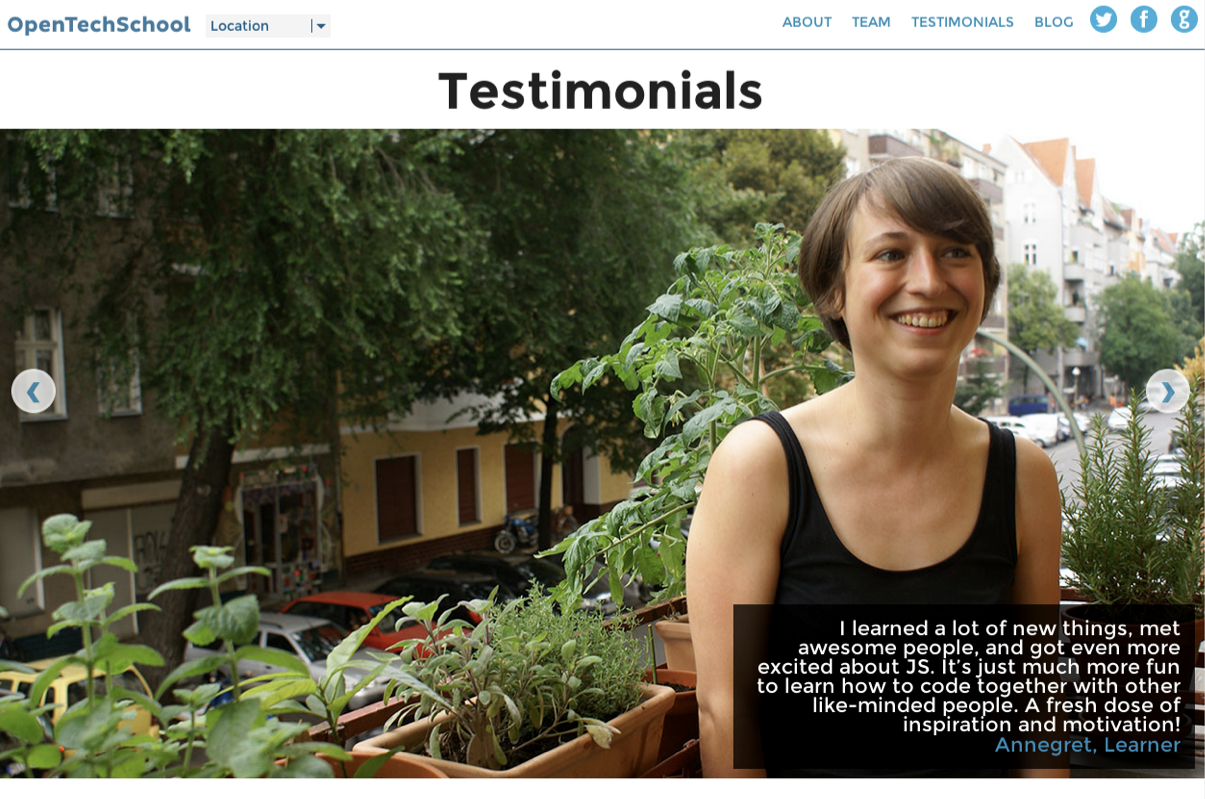 OpenTechSchool
Location
ABOUT TEAM TESTIMONIALS BLOG
Testimonials
I learned a lot of new things, met
awesome people, and got even more
excited about JS. It's just much more fun
to learn how to code together with other
like-minded people. A fresh dose of
inspiration and motivation!
Annegret, Learner